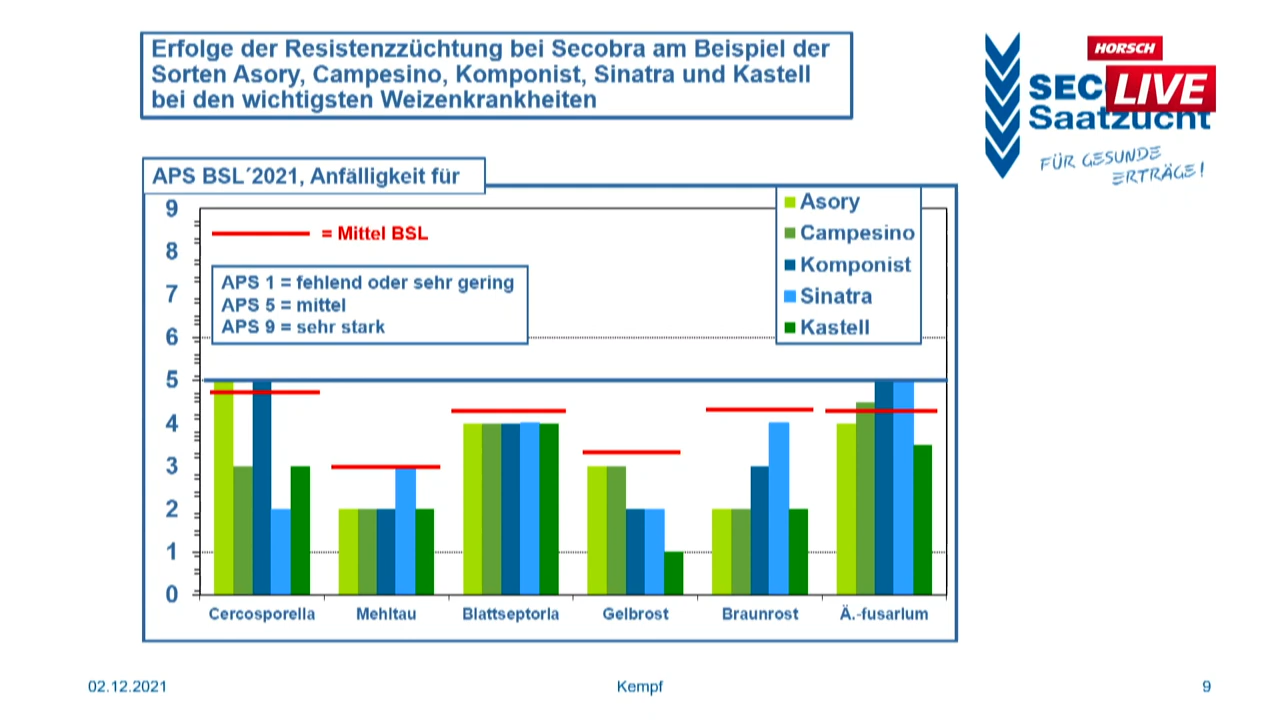 Erfolge der Resistenzzüchtung bei Secobra am Beispiel der
Sorten Asory, Campesino, Komponist, Sinatra und Kastell
bei den wichtigsten Weizenkrankheiten
HORSCH
LIVE
SEC
Saatzucht
FÜR GESUNDE
ERTRÄGE!
APS BSL´2021, Anfälligkeit für
= Mittel BSL
APS 1 = fehlend oder sehr gering
APS 5 = mittel
APS 9 = sehr stark
Asory
Campesino
Komponist
Sinatra
Kastell
9
8
7
6
5
4
3
2
1
0
Cercosporella
Mehltau
Blattseptoria
Gelbrost
Braunrost
Ä.-fusarium
02.12.2021
Kempf
9